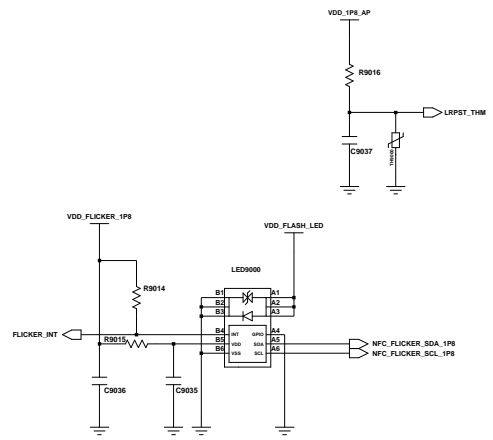 VDD_1P8_AP
R9016
LRPST_THM
C9037
VDD_FLICKER_1P8
VDD_FLASH_LED
LED9000
R9014
B1 A1
B2 A2
B3 A3
FLICKER_INT
B4 INT GPIO A4
R9015 B5 VDD SDA A5 NFC_FLICKER_SDA_1P8
B6 VSS SCL A6 NFC_FLICKER_SCL_1P8
C9036
C9035